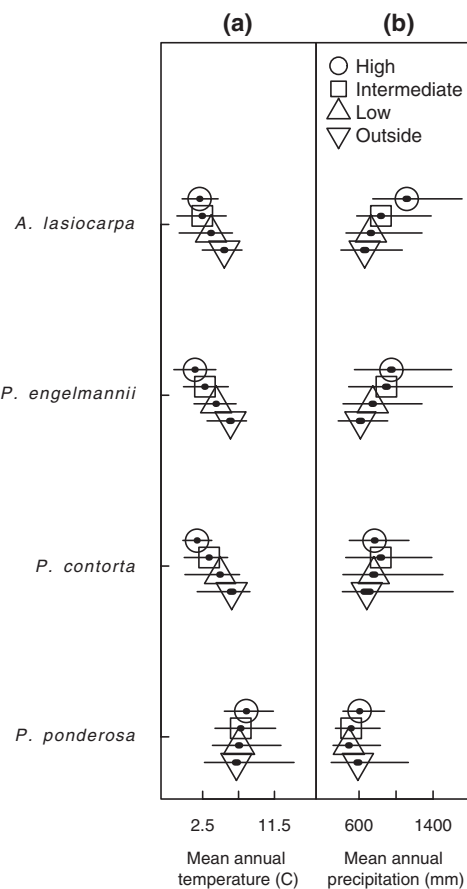 (a)
(b)
High
Intermediate
Low
Outside
A. lasiocarpa
P. engelmannii
P. contorta
P. ponderosa
2.5 11.5
600 1400
Mean annual
temperature (C)
Mean annual
precipitation (mm)